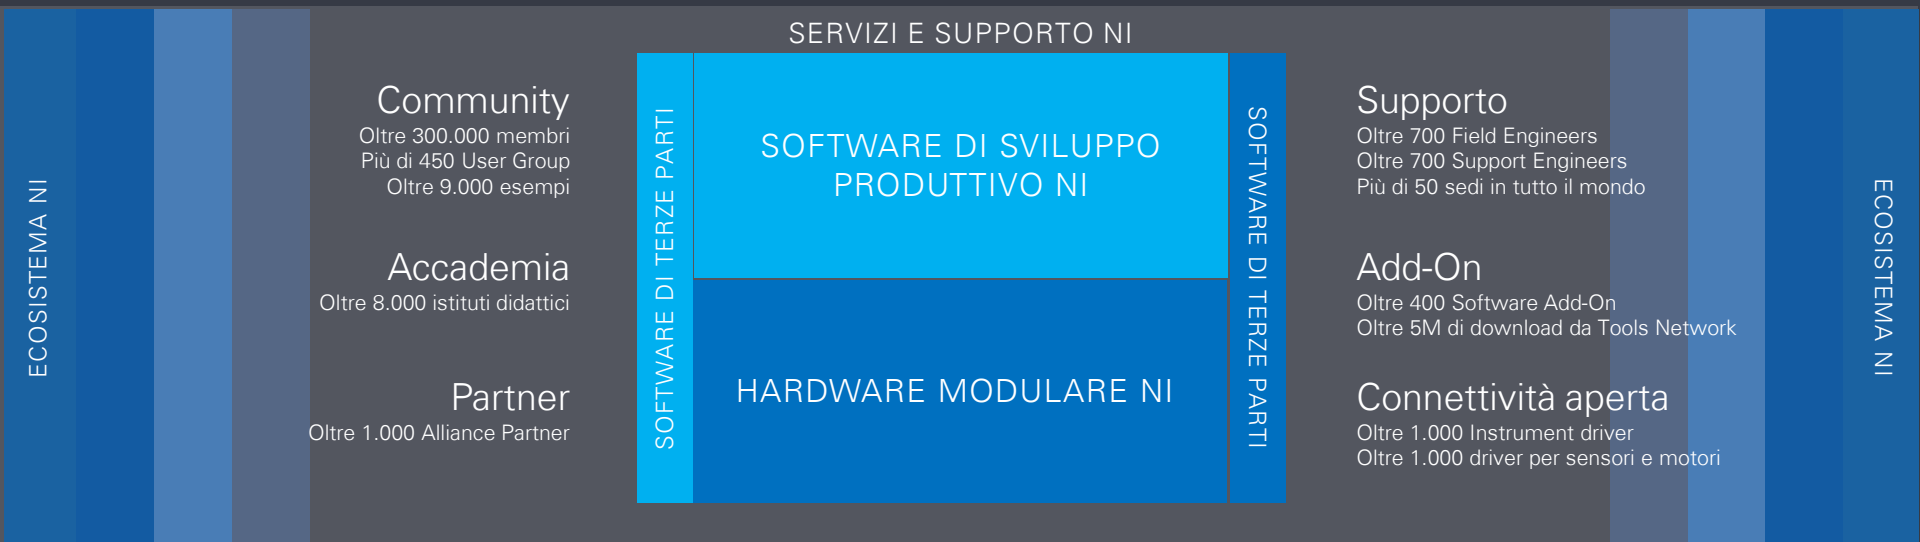 SERVIZI E SUPPORTO NI
ECOSISTEMA NI
Community
Oltre 300.000 membri
Più di 450 User Group
Oltre 9.000 esempi
Accademia
Oltre 8.000 istituti didattici
Partner
Oltre 1.000 Alliance Partner
SOFTWARE DI TERZE PARTI
SOFTWARE DI SVILUPPO
PRODUTTIVO NI
HARDWARE MODULARE NI
SOFTWARE DI TERZE PARTI
Supporto
Oltre 700 Field Engineers
Oltre 700 Support Engineers
Più di 50 sedi in tutto il mondo
Add-On
Oltre 400 Software Add-On
Oltre 5M di download da Tools Network
Connettività aperta
Oltre 1.000 Instrument driver
Oltre 1.000 driver per sensori e motori
ECOSISTEMA NI